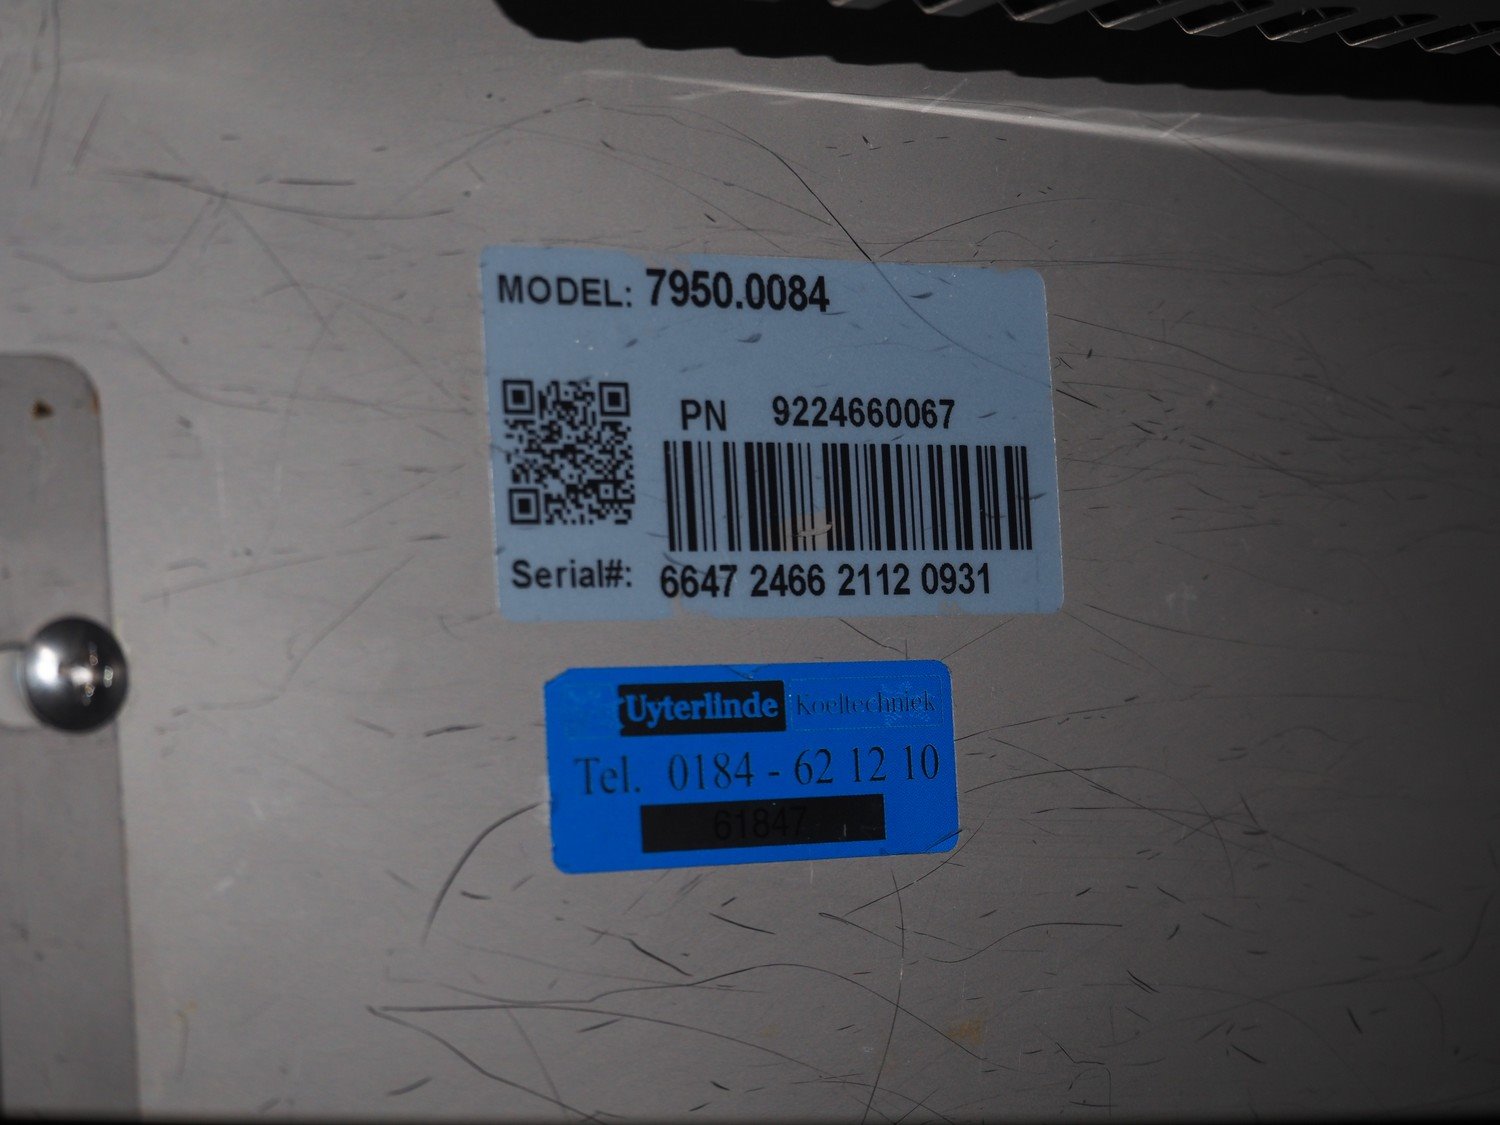 MODEL: 7950.0084
PN 9224660067
Serial#: 6647 2466 2112 0931
Uyterlinde Koeltechniek
Tel. 0184 - 62 12 10
61847